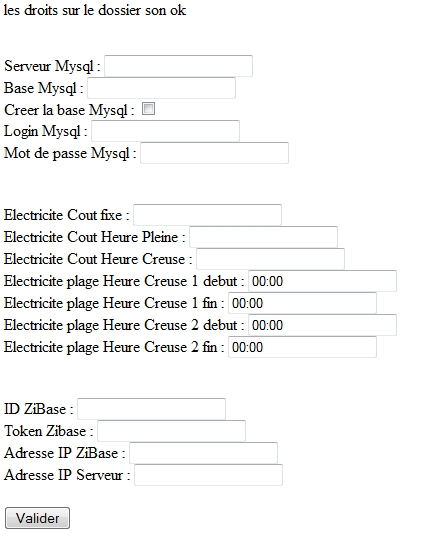 les droits sur le dossier son ok
Serveur Mysql :
Base Mysql :
Creer la base Mysql :
Login Mysql :
Mot de passe Mysql :
Electricite Cout fixe :
Electricite Cout Heure Pleine :
Electricite Cout Heure Creuse :
Electricite plage Heure Creuse 1 debut : 00:00
Electricite plage Heure Creuse 1 fin : 00:00
Electricite plage Heure Creuse 2 debut : 00:00
Electricite plage Heure Creuse 2 fin : 00:00
ID ZiBase :
Token Zibase :
Adresse IP ZiBase :
Adresse IP Serveur :
Valider